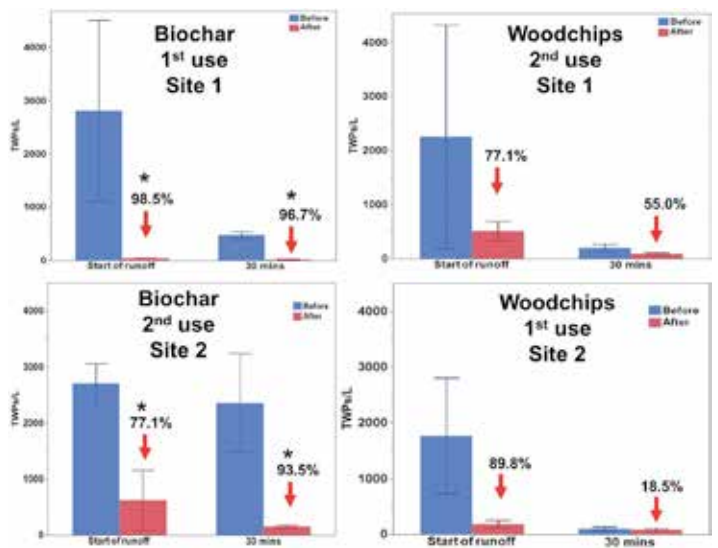 Biochar
1st use
Site 1
Before
After
TWPs/L
4000
3000
2000
1000
0
*
98.5%
*
96.7%
Start of runoff
30 mins
Woodchips
2nd use
Site 1
Before
After
TWPs/L
4000
3000
2000
1000
0
77.1%
55.0%
Start of runoff
30 mins
Biochar
2nd use
Site 2
Before
After
3000
2000
1000
0
*
77.1%
*
93.5%
Start of runoff
30 mins
Woodchips
1st use
Site 2
Before
After
TWPs/L
4000
3000
2000
1000
0
89.8%
18.5%
Start of runoff
30 mins